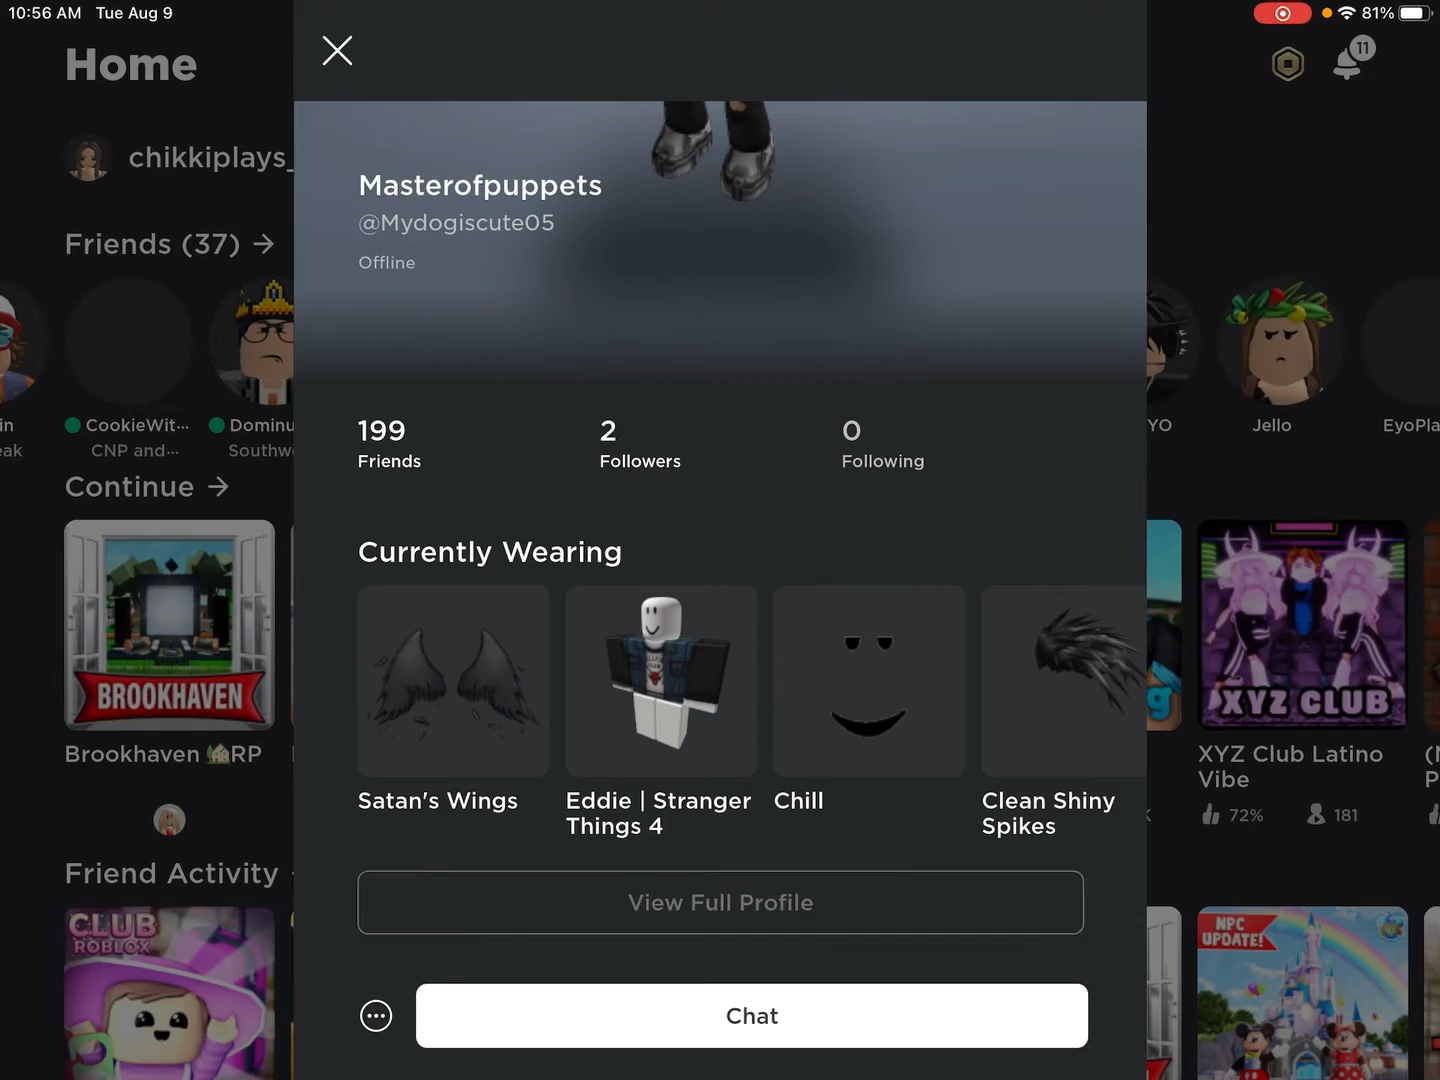 10:56 AM Tue Aug 9
81%
Home
11
chikkiplays_
Friends (37)
in
CookieWit...
Dominu
YO
Jello
EyoPla
eak
CNP and...
Southw
Continue
BROOKHAVEN
Brookhaven RP
Friend Activity
CLUB
ROBLOX
Masterofpuppets
@Mydogiscute05
Offline
199
Friends
2
Followers
0
Following
Currently Wearing
Satan's Wings
Eddie | Stranger
Things 4
Chill
Clean Shiny
Spikes
View Full Profile
Chat
XYZ CLUB
XYZ Club Latino
Vibe
72%
181
NPC
UPDATE!